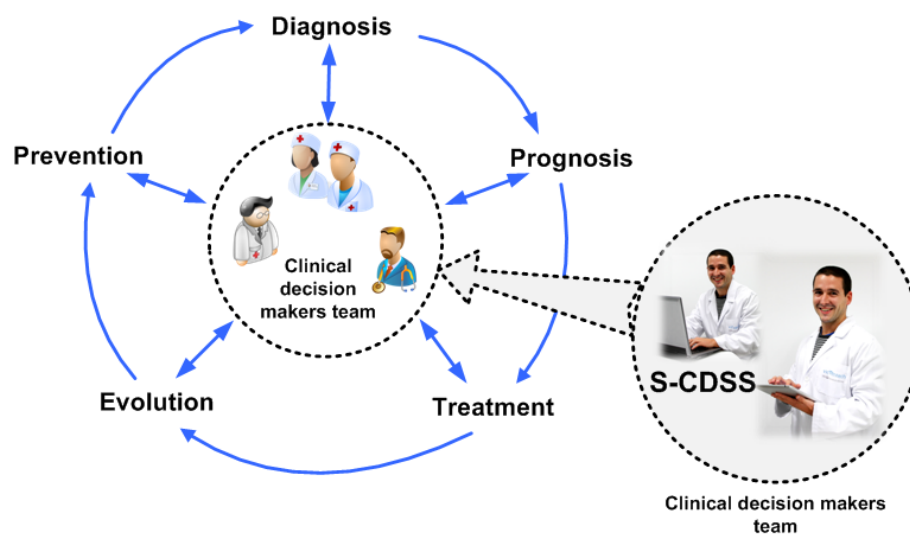 Diagnosis
Prevention
Prognosis
Clinical
decision
makers team
S-CDSS
Evolution
Treatment
Clinical decision makers
team